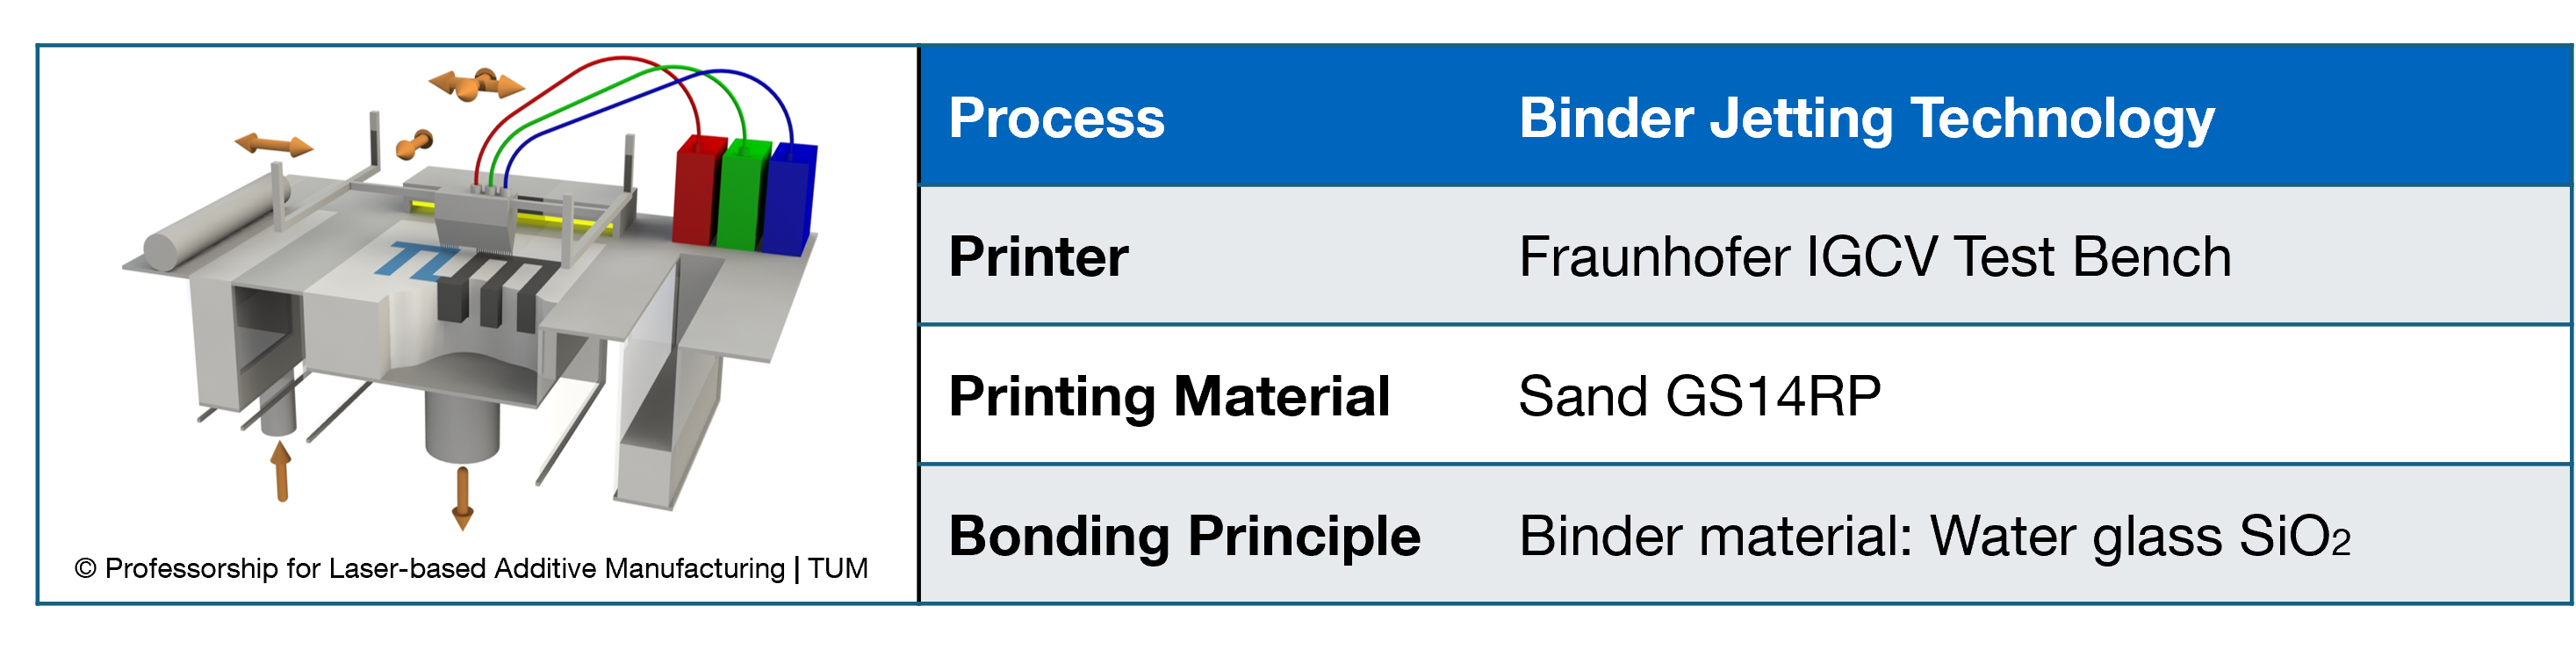 Process Binder Jetting Technology
Printer Fraunhofer IGCV Test Bench
Printing Material Sand GS14RP
Bonding Principle Binder material: Water glass SiO₂
© Professorship for Laser-based Additive Manufacturing | TUM